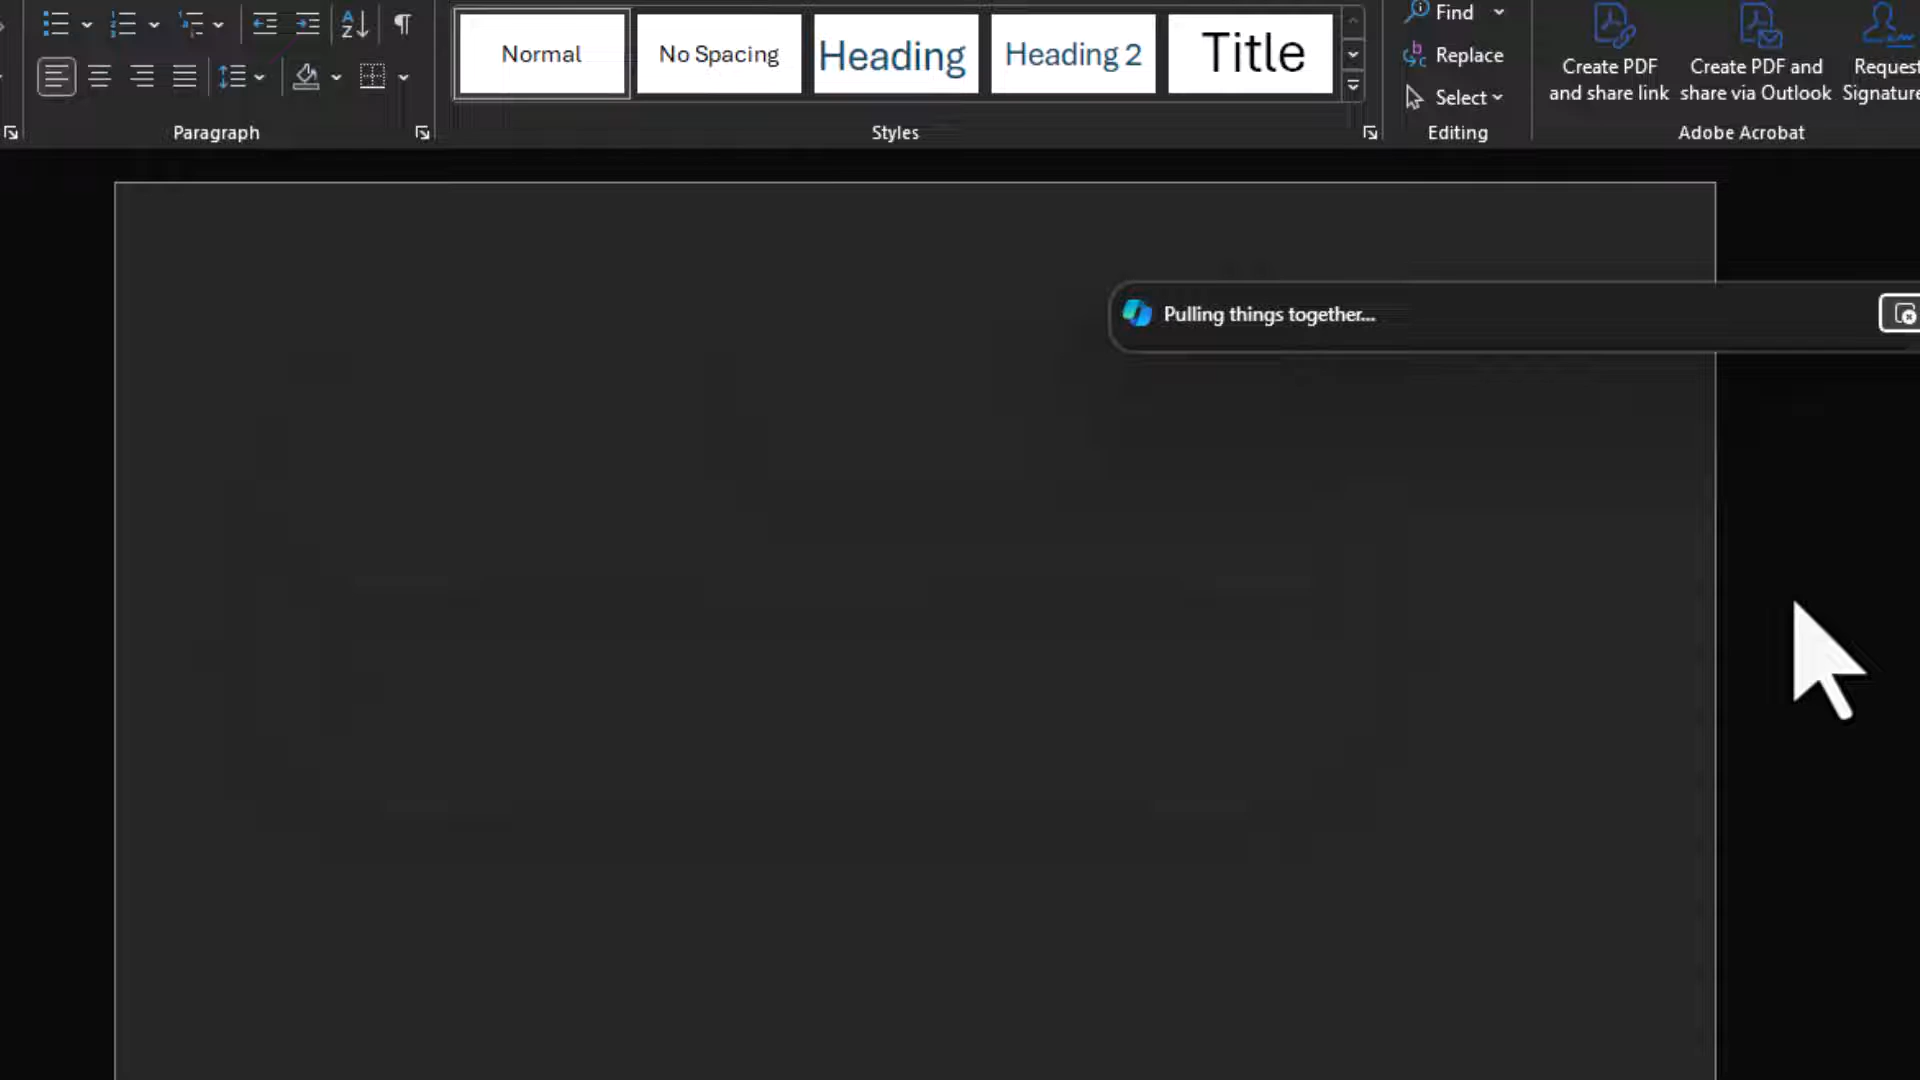 Normal
No Spacing
Heading
Heading 2
Title
Find
Replace
Select
Create PDF
and share link
Create PDF and
share via Outlook
Request
Signature
Paragraph
Styles
Editing
Adobe Acrobat
Pulling things together...